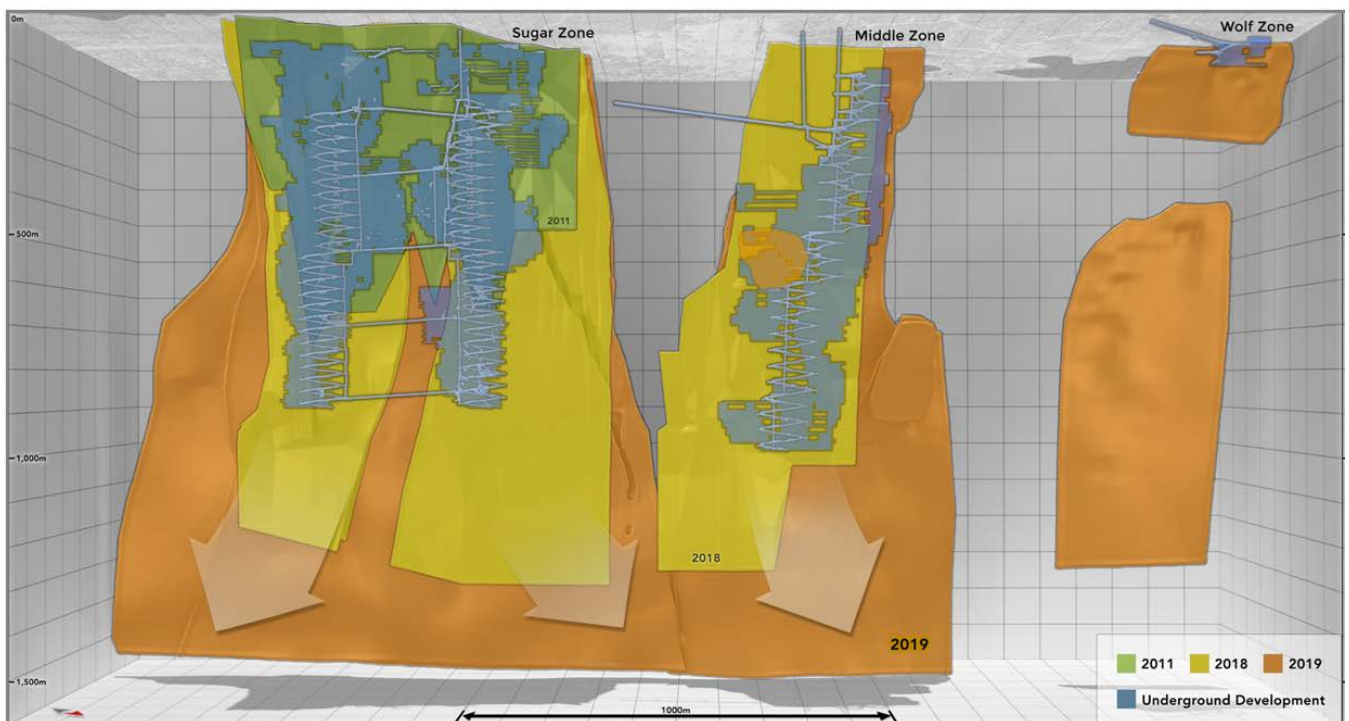 0m
Sugar Zone
Middle Zone
Wolf Zone
2011
500m
1,000m
2018
2019
1,500m
1000m
2011
2018
2019
Underground Development